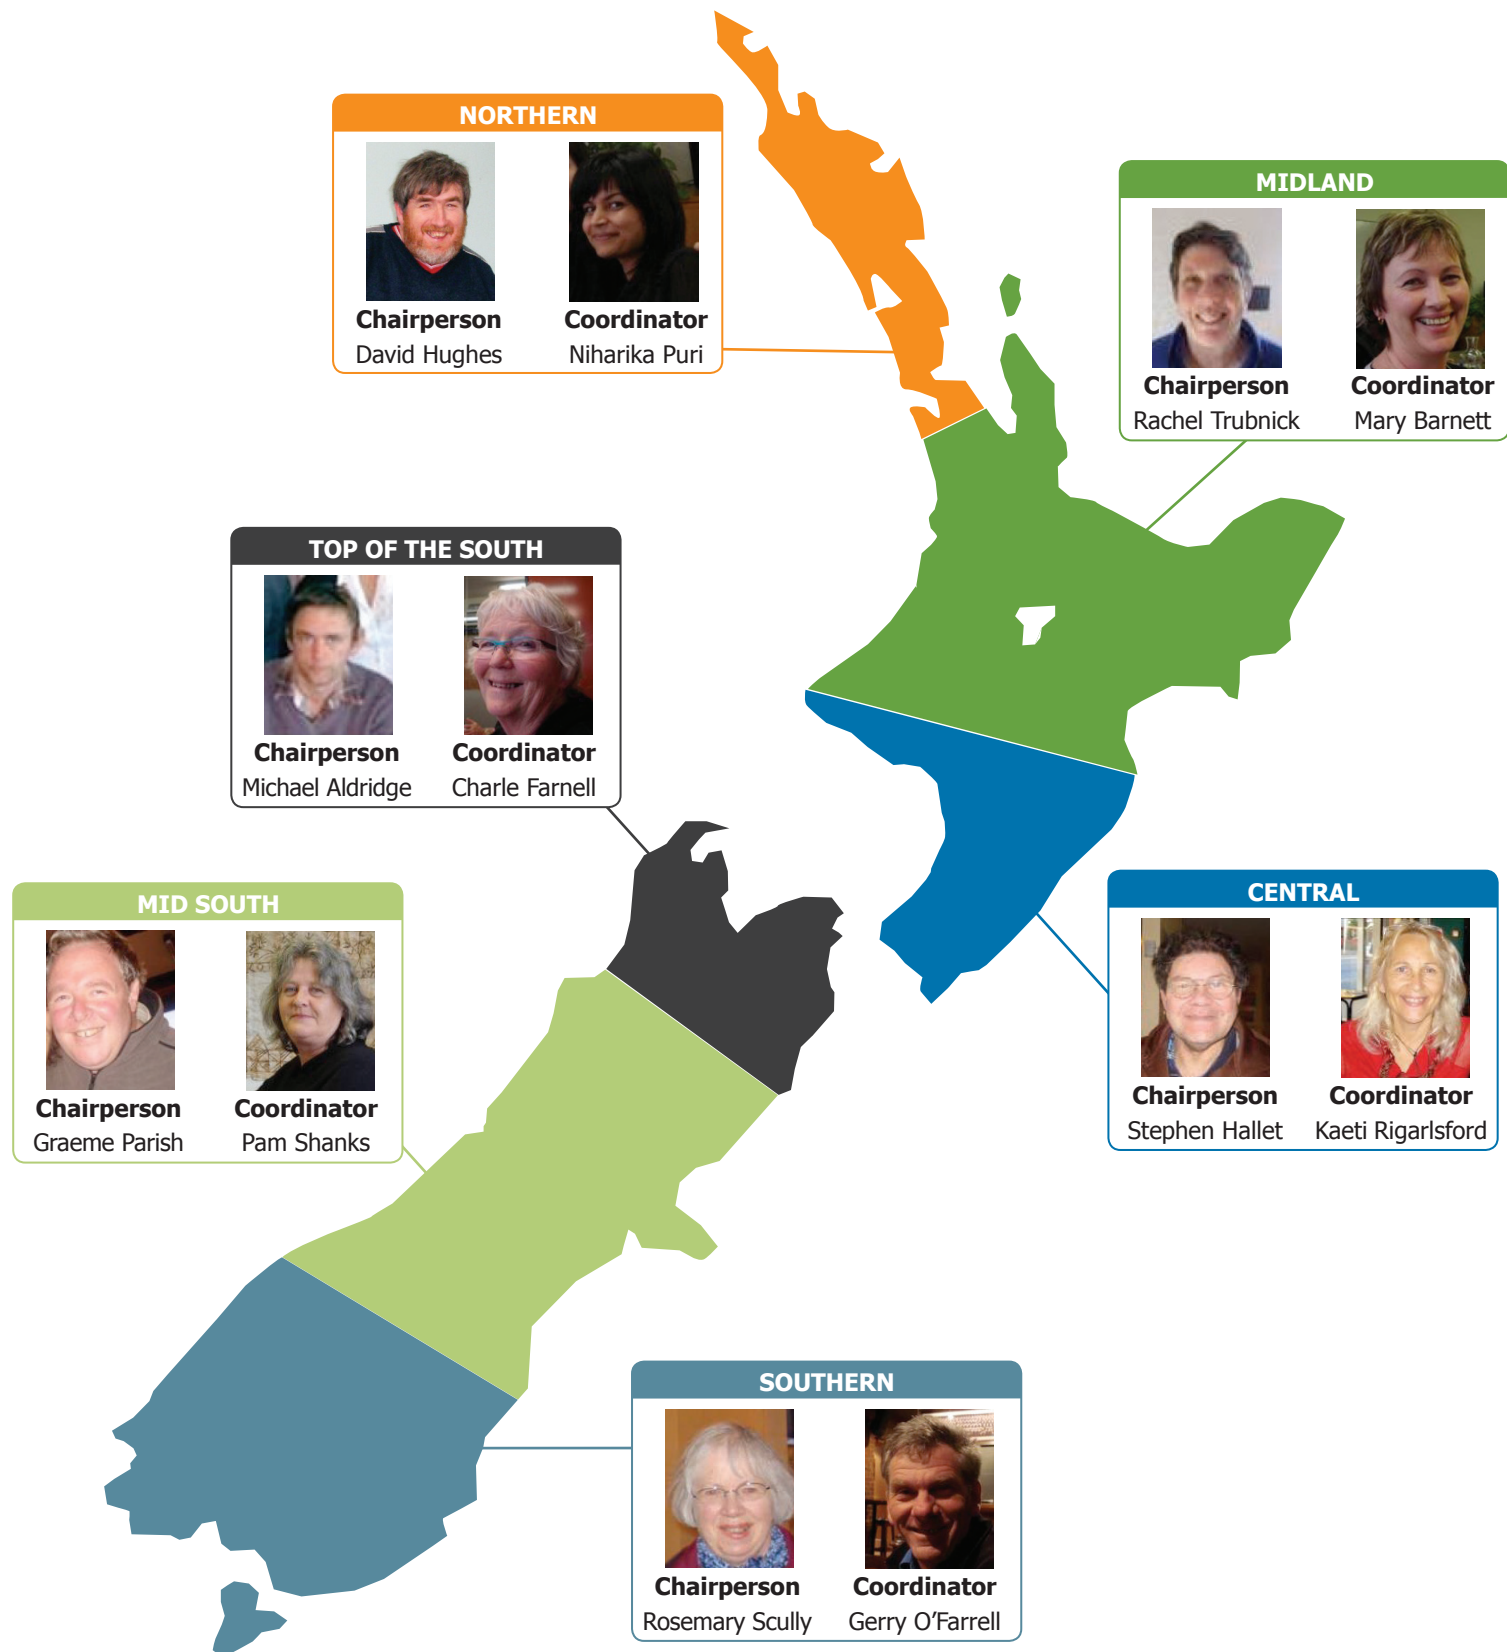 NORTHERN
Chairperson
David Hughes
Coordinator
Niharika Puri
MIDLAND
Chairperson
Rachel Trubnick
Coordinator
Mary Barnett
TOP OF THE SOUTH
Chairperson
Michael Aldridge
Coordinator
Charle Farnell
MID SOUTH
Chairperson
Graeme Parish
Coordinator
Pam Shanks
CENTRAL
Chairperson
Stephen Hallet
Coordinator
Kaeti Rigarlsford
SOUTHERN
Chairperson
Rosemary Scully
Coordinator
Gerry O'Farrell